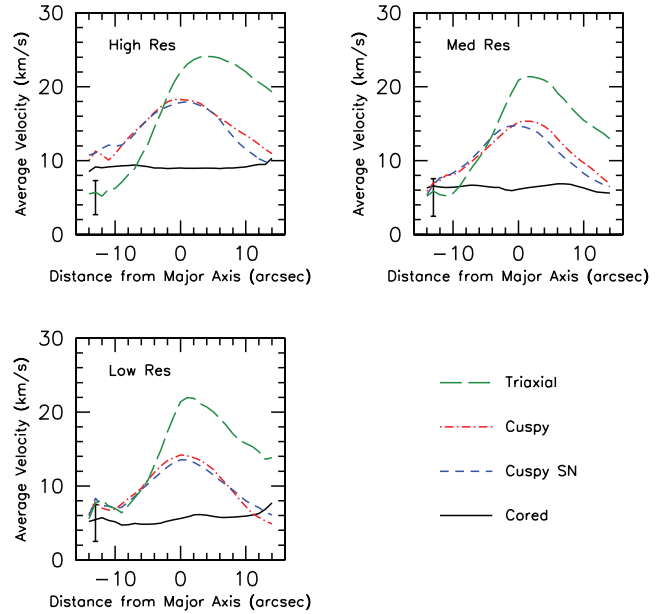 High Res
30
20
10
0
Average Velocity (km/s)
−10 0 10
Distance from Major Axis (arcsec)
Med Res
30
20
10
0
Average Velocity (km/s)
−10 0 10
Distance from Major Axis (arcsec)
Low Res
30
20
10
0
Average Velocity (km/s)
−10 0 10
Distance from Major Axis (arcsec)
Triaxial
Cuspy
Cuspy SN
Cored